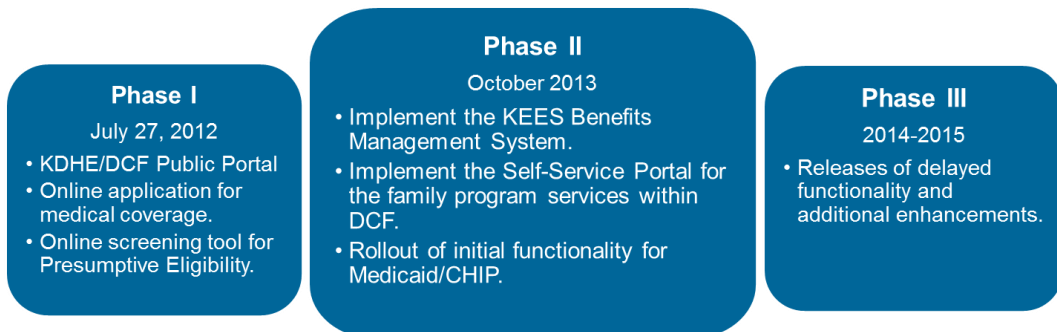 Phase I
July 27, 2012
• KDHE/DCF Public Portal
• Online application for
medical coverage.
• Online screening tool for
Presumptive Eligibility.
Phase II
October 2013
• Implement the KEES Benefits
Management System.
• Implement the Self-Service Portal for
the family program services within
DCF.
• Rollout of initial functionality for
Medicaid/CHIP.
Phase III
2014-2015
• Releases of delayed
functionality and
additional enhancements.